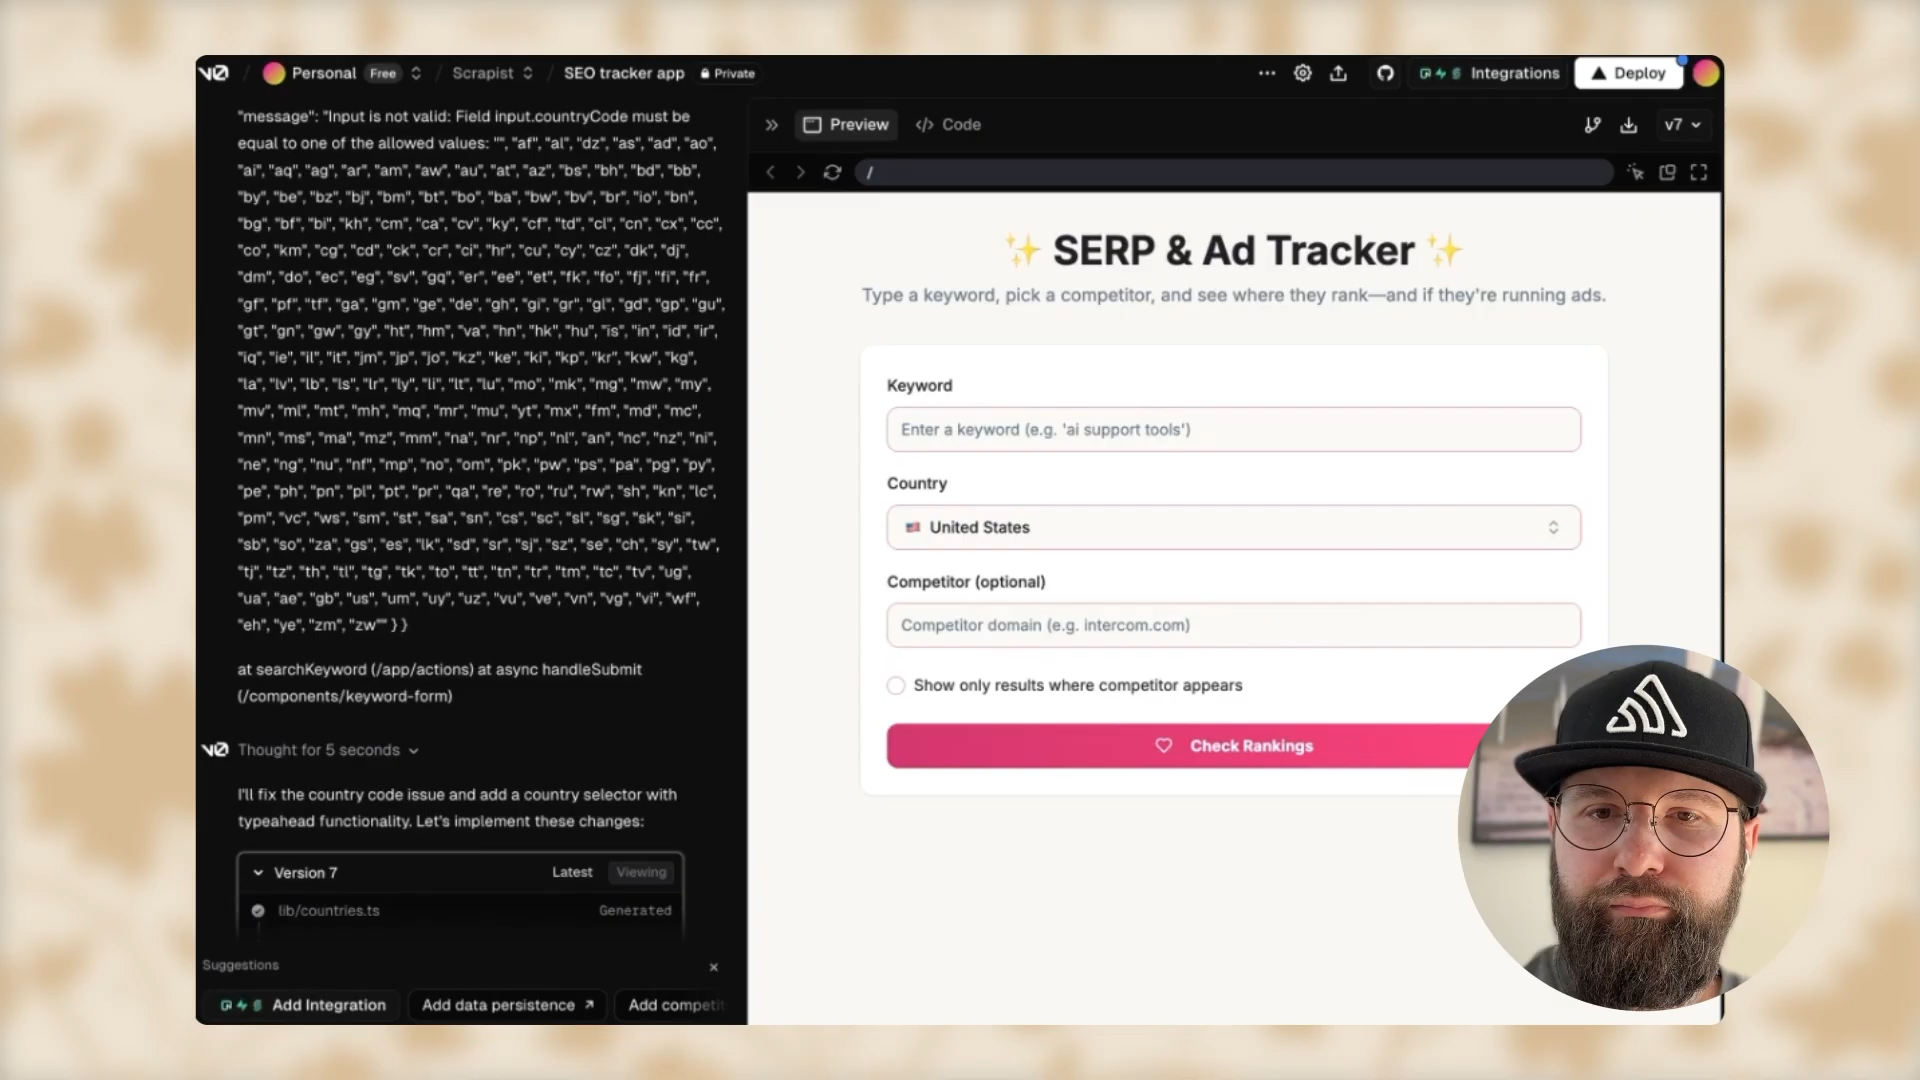 v0 / Personal Free / Scrapist / SEO tracker app Private
Integrations
Deploy
"message": "Input is not valid: Field input.countryCode must be
equal to one of the allowed values: "", "af", "al", "dz", "as", "ad", "ao",
"ai", "aq", "ag", "ar", "am", "aw", "au", "at", "az", "bs", "bh", "bd", "bb",
"by", "be", "bz", "bj", "bm", "bt", "bo", "ba", "bw", "bv", "br", "io", "bn",
"bg", "bf", "bi", "kh", "cm", "ca", "cv", "ky", "cf", "td", "cl", "cn", "cx", "cc",
"co", "km", "cg", "cd", "ck", "cr", "ci", "hr", "cu", "cy", "cz", "dk", "dj",
"dm", "do", "ec", "eg", "sv", "gq", "er", "ee", "et", "fk", "fo", "fj", "fi", "fr",
"gf", "pf", "tf", "ga", "gm", "ge", "de", "gh", "gi", "gr", "gl", "gd", "gp", "gu",
"gt", "gn", "gw", "gy", "ht", "hm", "va", "hn", "hk", "hu", "is", "in", "id", "ir",
"iq", "ie", "il", "it", "jm", "jp", "jo", "kz", "ke", "ki", "kp", "kr", "kw", "kg",
"la", "lv", "lb", "ls", "lr", "ly", "li", "lt", "lu", "mo", "mk", "mg", "mw", "my",
"mv", "ml", "mt", "mh", "mq", "mr", "mu", "yt", "mx", "fm", "md", "mc",
"mn", "ms", "ma", "mz", "mm", "na", "nr", "np", "nl", "an", "nc", "nz", "ni",
"ne", "ng", "nu", "nf", "mp", "no", "om", "pk", "pw", "ps", "pa", "pg", "py",
"pe", "ph", "pn", "pl", "pt", "pr", "qa", "re", "ro", "ru", "rw", "sh", "kn", "lc",
"pm", "vc", "ws", "sm", "st", "sa", "sn", "cs", "sc", "sl", "sg", "sk", "si",
"sb", "so", "za", "gs", "es", "lk", "sd", "sr", "sj", "sz", "se", "ch", "sy", "tw",
"tj", "tz", "th", "tl", "tg", "tk", "to", "tt", "tn", "tr", "tm", "tc", "tv", "ug",
"ua", "ae", "gb", "us", "um", "uy", "uz", "vu", "ve", "vn", "vg", "vi", "wf",
"eh", "ye", "zm", "zw"" } }
at searchKeyword (/app/actions) at async handleSubmit
(/components/keyword-form)
v0 Thought for 5 seconds
I'll fix the country code issue and add a country selector with
typeahead functionality. Let's implement these changes:
Version 7 Latest Viewing
lib/countries.ts Generated
Suggestions
Add Integration
Add data persistence
Add competit
Preview
Code
v7
/
✨ SERP & Ad Tracker ✨
Type a keyword, pick a competitor, and see where they rank—and if they're running ads.
Keyword
Enter a keyword (e.g. 'ai support tools')
Country
🇺🇸 United States
Competitor (optional)
Competitor domain (e.g. intercom.com)
Show only results where competitor appears
Check Rankings